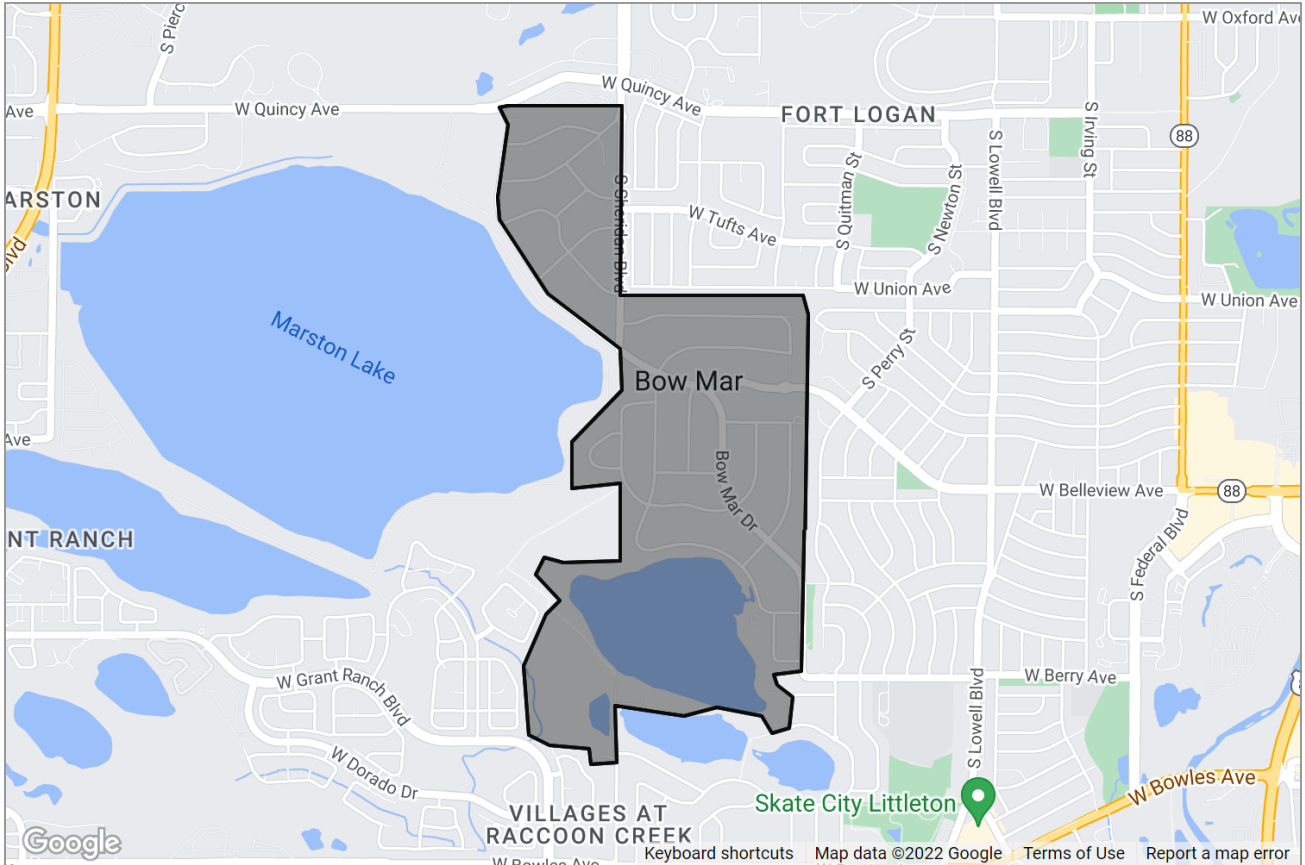 W Oxford Av
S Pierc
Ave
W Quincy Ave
W Quincy Ave
FORT LOGAN
S Irving St
88
S Lowell Blvd
S Quitman St
S Newton St
ARSTON
S Sheridan Blvd
W Tufts Ave
Blvd
W Union Ave
W Union Ave
Marston Lake
S Perry St
Bow Mar
Ave
Bow Mar Dr
W Belleview Ave
88
NT RANCH
S Federal Blvd
W Grant Ranch Blvd
W Berry Ave
S Lowell Blvd
W Dorado Dr
W Bowles Ave
VILLAGES AT
RACCOON CREEK
Skate City Littleton
Google
W Bowles Ave
Keyboard shortcuts
Map data ©2022 Google
Terms of Use
Report a map error